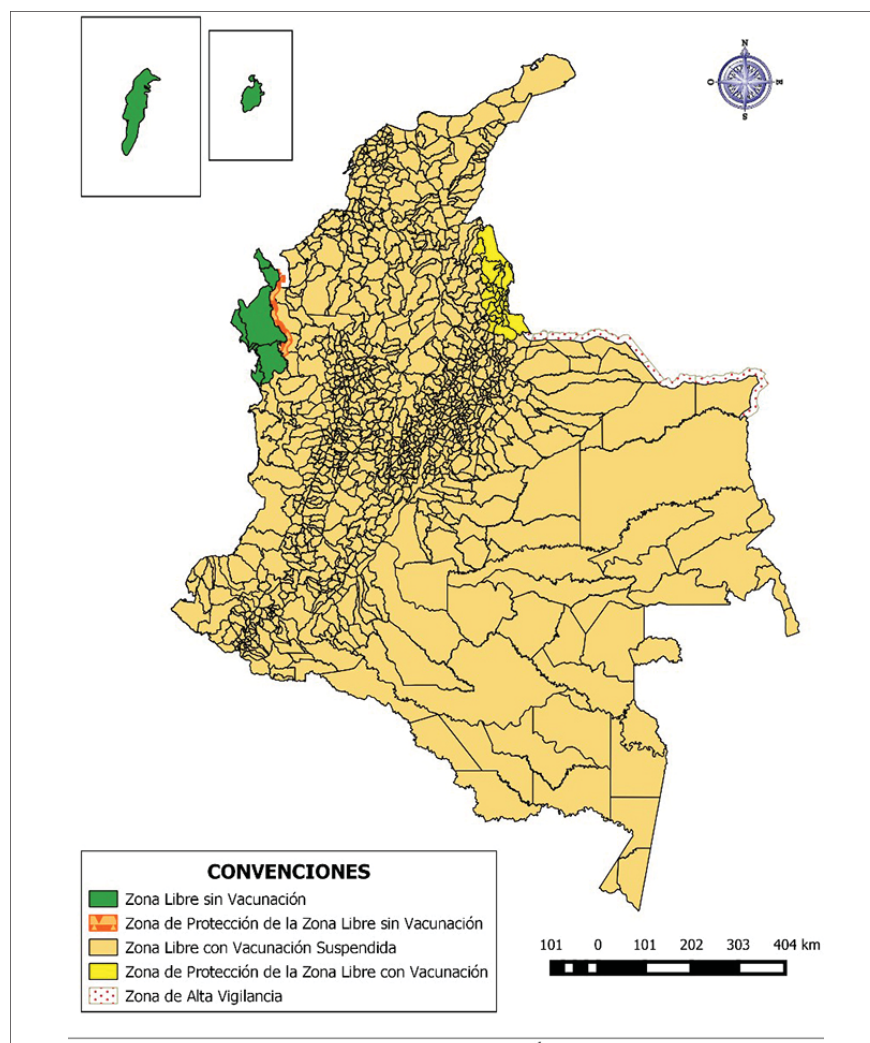 N
O
E
S
CONVENCIONES
Zona Libre sin Vacunación
Zona de Protección de la Zona Libre sin Vacunación
Zona Libre con Vacunación Suspendida
Zona de Protección de la Zona Libre con Vacunación
Zona de Alta Vigilancia
101 0 101 202 303 404 km